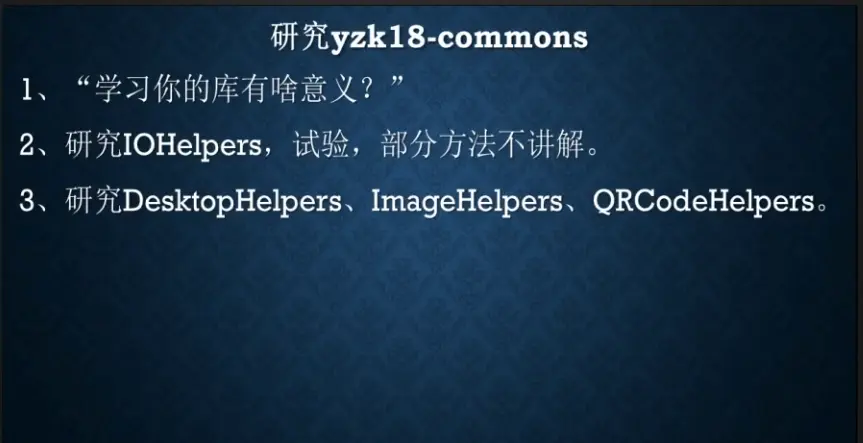 研究yzk18-commons
1、“学习你的库有啥意义？”
2、研究IOHelpers，试验，部分方法不讲解。
3、研究DesktopHelpers、ImageHelpers、QRCodeHelpers。